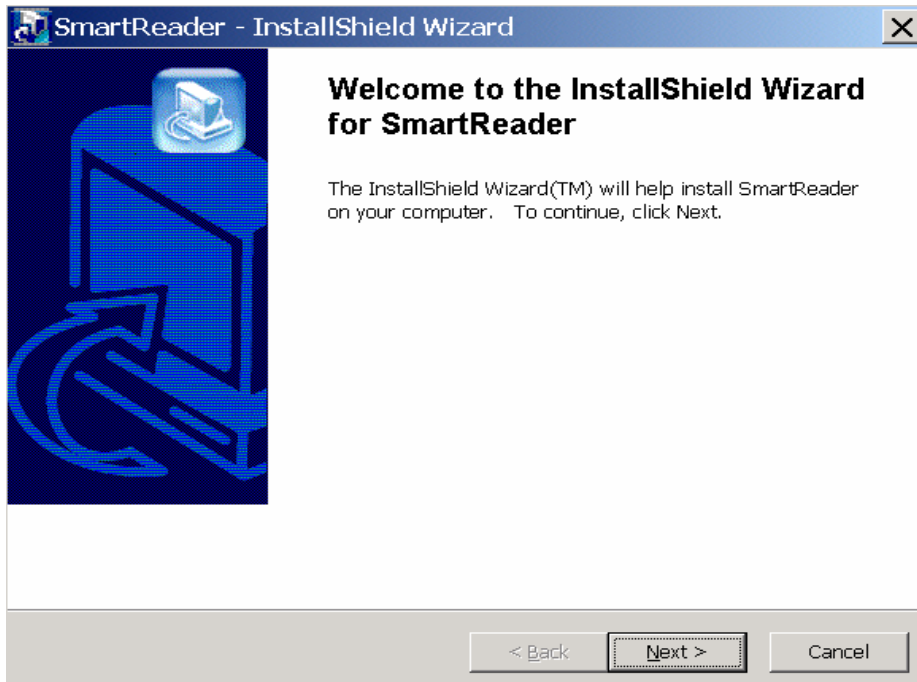 SmartReader - InstallShield Wizard
Welcome to the InstallShield Wizard
for SmartReader
The InstallShield Wizard(TM) will help install SmartReader
on your computer. To continue, click Next.
< Back
Next >
Cancel